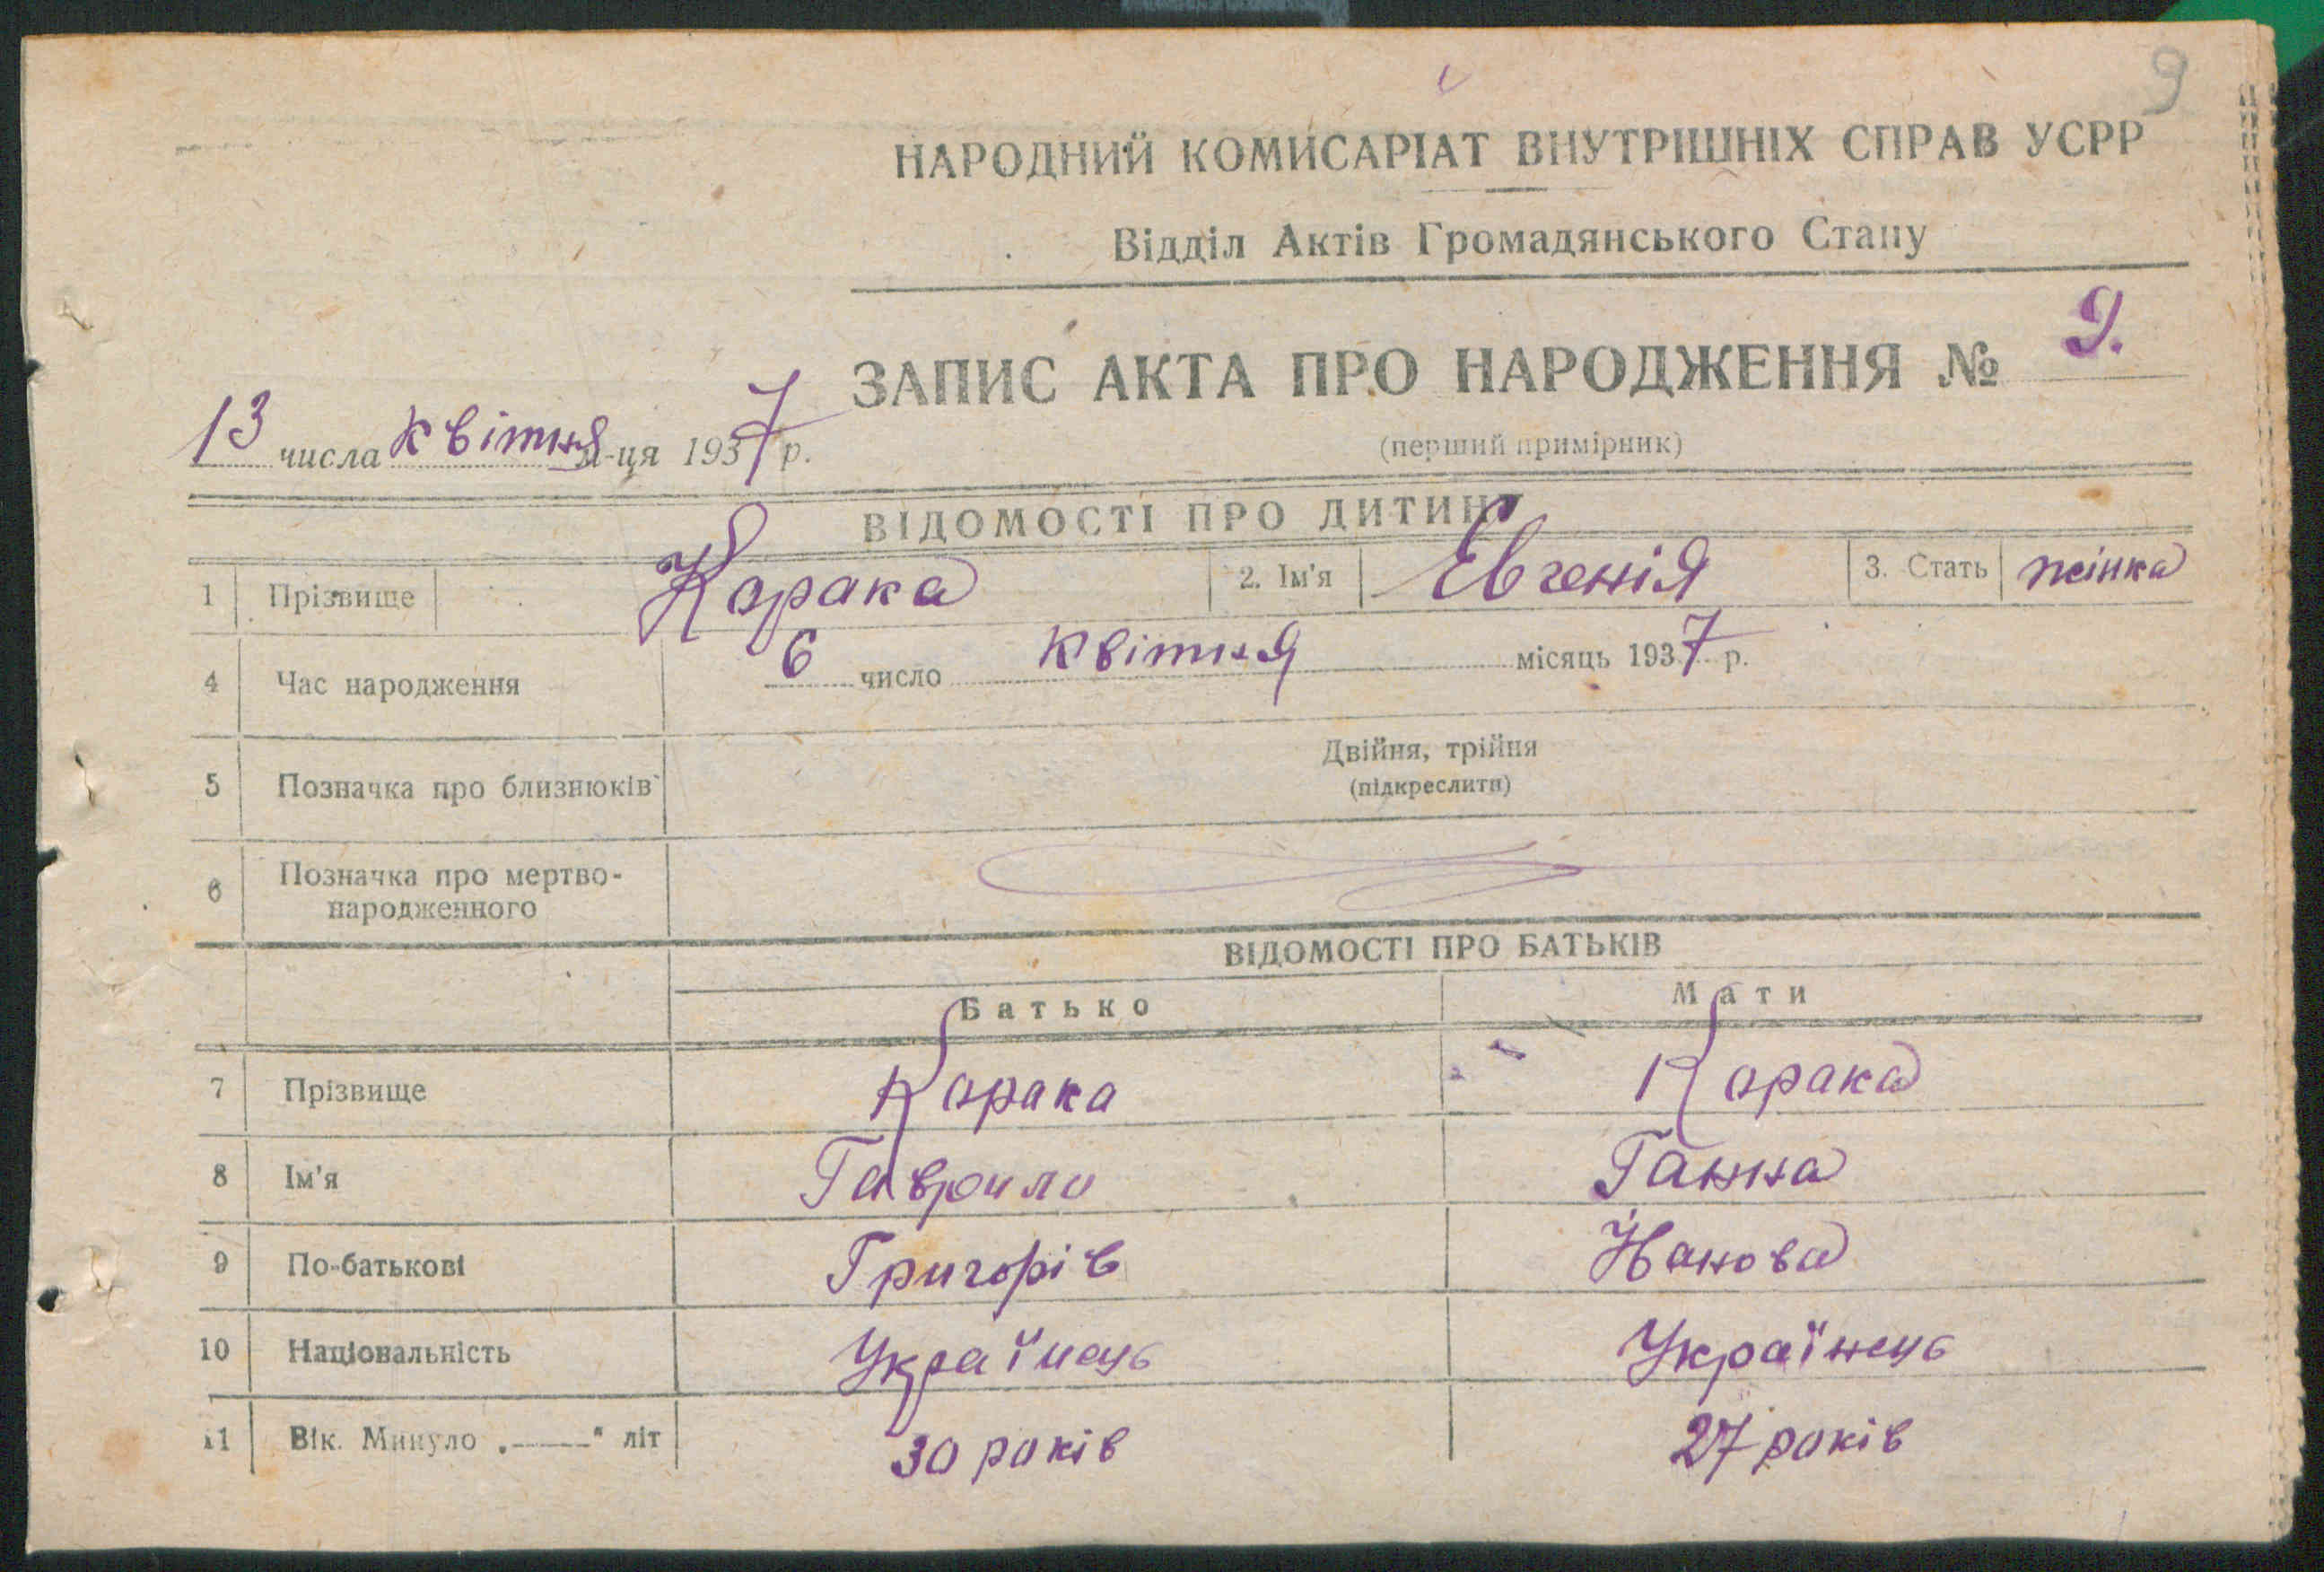 9
НАРОДНИЙ КОМИСАРІАТ ВНУТРІШНІХ СПРАВ УСРР
Відділ Актів Громадянського Стану
ЗАПИС АКТА ПРО НАРОДЖЕННЯ № 9.
13 числа квітня м-ця 1937 р.
(перший примірник)
ВІДОМОСТІ ПРО ДИТИНУ
1 Прізвище Карака 2. Ім'я Євгенія 3. Стать жінка
4 Час народження 6 число квітня місяць 1937 р.
5 Позначка про близнюків Двійня, трійня
(підкреслити)
6 Позначка про мертво-
народженного
ВІДОМОСТІ ПРО БАТЬКІВ
Батько Мати
7 Прізвище Карака Карака
8 Ім'я Гаврило Ганна
9 По-батькові Григорів
10 Національність Українець Українець
11 Вік. Минуло „——" літ 30 років 27 років